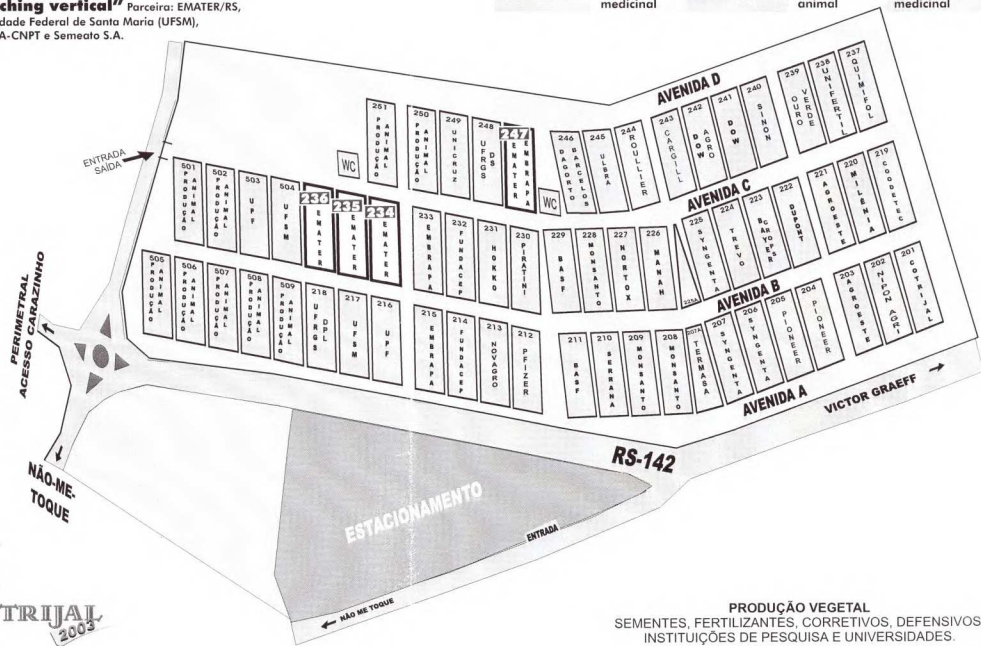 ching vertical" Parceira: EMATER/RS,
dade Federal de Santa Maria (UFSM),
A-CNPT e Semeato S.A.
medicinal
animal
medicinal
AVENIDA D
251 PRODUÇÃO ANIMAL
250 PRODUÇÃO ANIMAL
249 UNICRUZ
248 UFRGS DS
247 EMATER EMBRAPA
246 DAGORTO BARCELOS
245 ULBRA
244 ROULLIER
243 CARGILL
242 DOW AGRO
241 DOW
240 SINON
239 OURO VERDE
238 UNIFERTIL
237 QUIMIFOL
WC
WC
ENTRADA
SAÍDA
AVENIDA C
501 PRODUÇÃO ANIMAL
502 PRODUÇÃO ANIMAL
503 UPF
504 UFSM
236 EMATER
235 EMATER
234 EMATER
233 EMBRAPA
232 FUNDACEP
231 HOKKO
230 PIRATINI
229 BASF
228 MONSANTO
227 NORTOX
226 MANAH
225A
225 SYNGENTA
224 TREVO
223 BAYER
222 DUPONT
221 AGROESTE
220 MILÊNIA
219 COODETEC
AVENIDA B
505 PRODUÇÃO ANIMAL
506 PRODUÇÃO ANIMAL
507 PRODUÇÃO ANIMAL
508 PRODUÇÃO ANIMAL
509 PRODUÇÃO ANIMAL
218 UFRGS DPL
217 UFSM
216 UPF
215 EMBRAPA
214 FUNDACEP
213 NOVAGRO
212 PFIZER
211 BASF
210 SERRANA
209 MONSANTO
208 MONSANTO
207A TERMASA
207 SYNGENTA
206 SYNGENTA
205 PIONEER
204 PIONEER
203 AGROESTE
202 NIPON AGRI
201 COTRIJAL
AVENIDA A
PERIMETRAL
ACESSO CARAZINHO
VICTOR GRAEFF
RS-142
NÃO-ME-
TOQUE
ESTACIONAMENTO
ENTRADA
NÃO ME TOQUE
TRIJAL
2003
PRODUÇÃO VEGETAL
SEMENTES, FERTILIZANTES, CORRETIVOS, DEFENSIVOS
INSTITUIÇÕES DE PESQUISA E UNIVERSIDADES.